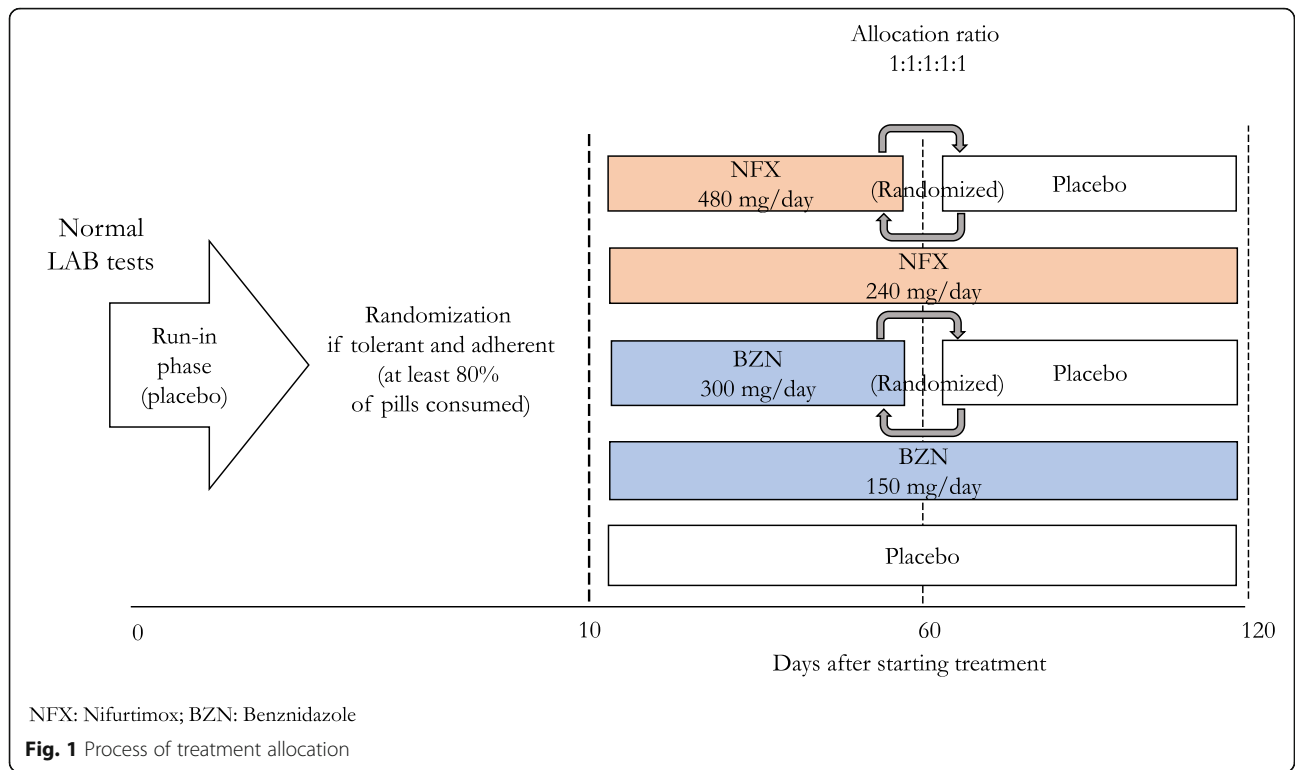 Allocation ratio
1:1:1:1:1
Normal
LAB tests
Run-in
phase
(placebo)
Randomization
if tolerant and adherent
(at least 80%
of pills consumed)
NFX
480 mg/day
(Randomized)
Placebo
NFX
240 mg/day
BZN
300 mg/day
(Randomized)
Placebo
BZN
150 mg/day
Placebo
0
10
60
120
Days after starting treatment
NFX: Nifurtimox; BZN: Benznidazole
Fig. 1 Process of treatment allocation